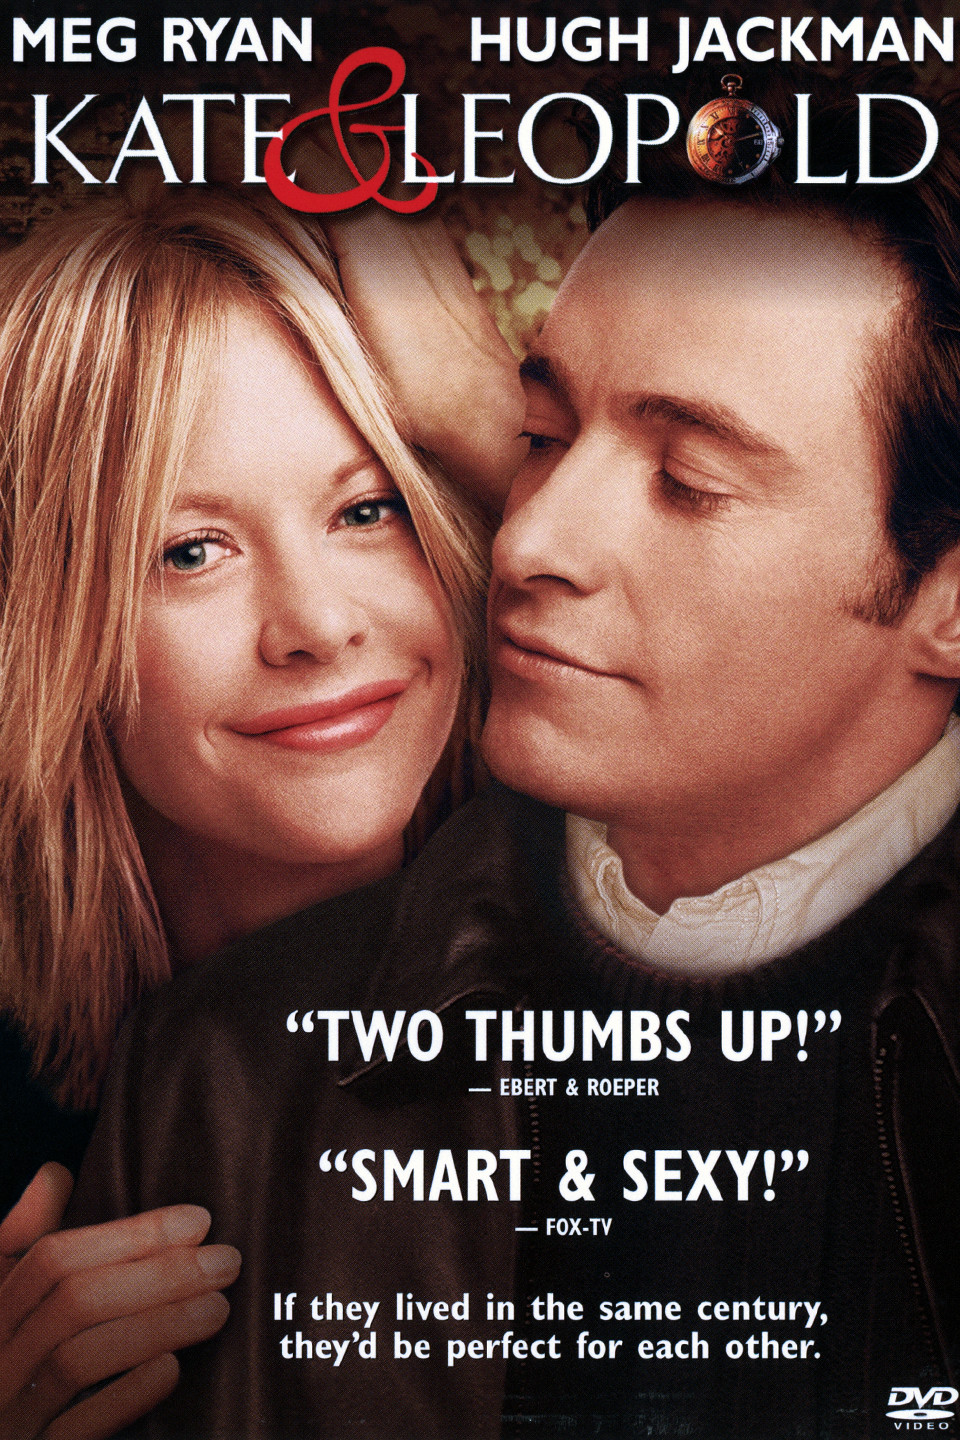 MEG RYAN HUGH JACKMAN
KATE & LEOPOLD
“TWO THUMBS UP!”
— EBERT & ROEPER
“SMART & SEXY!”
— FOX-TV
If they lived in the same century,
they’d be perfect for each other.
DVD
VIDEO